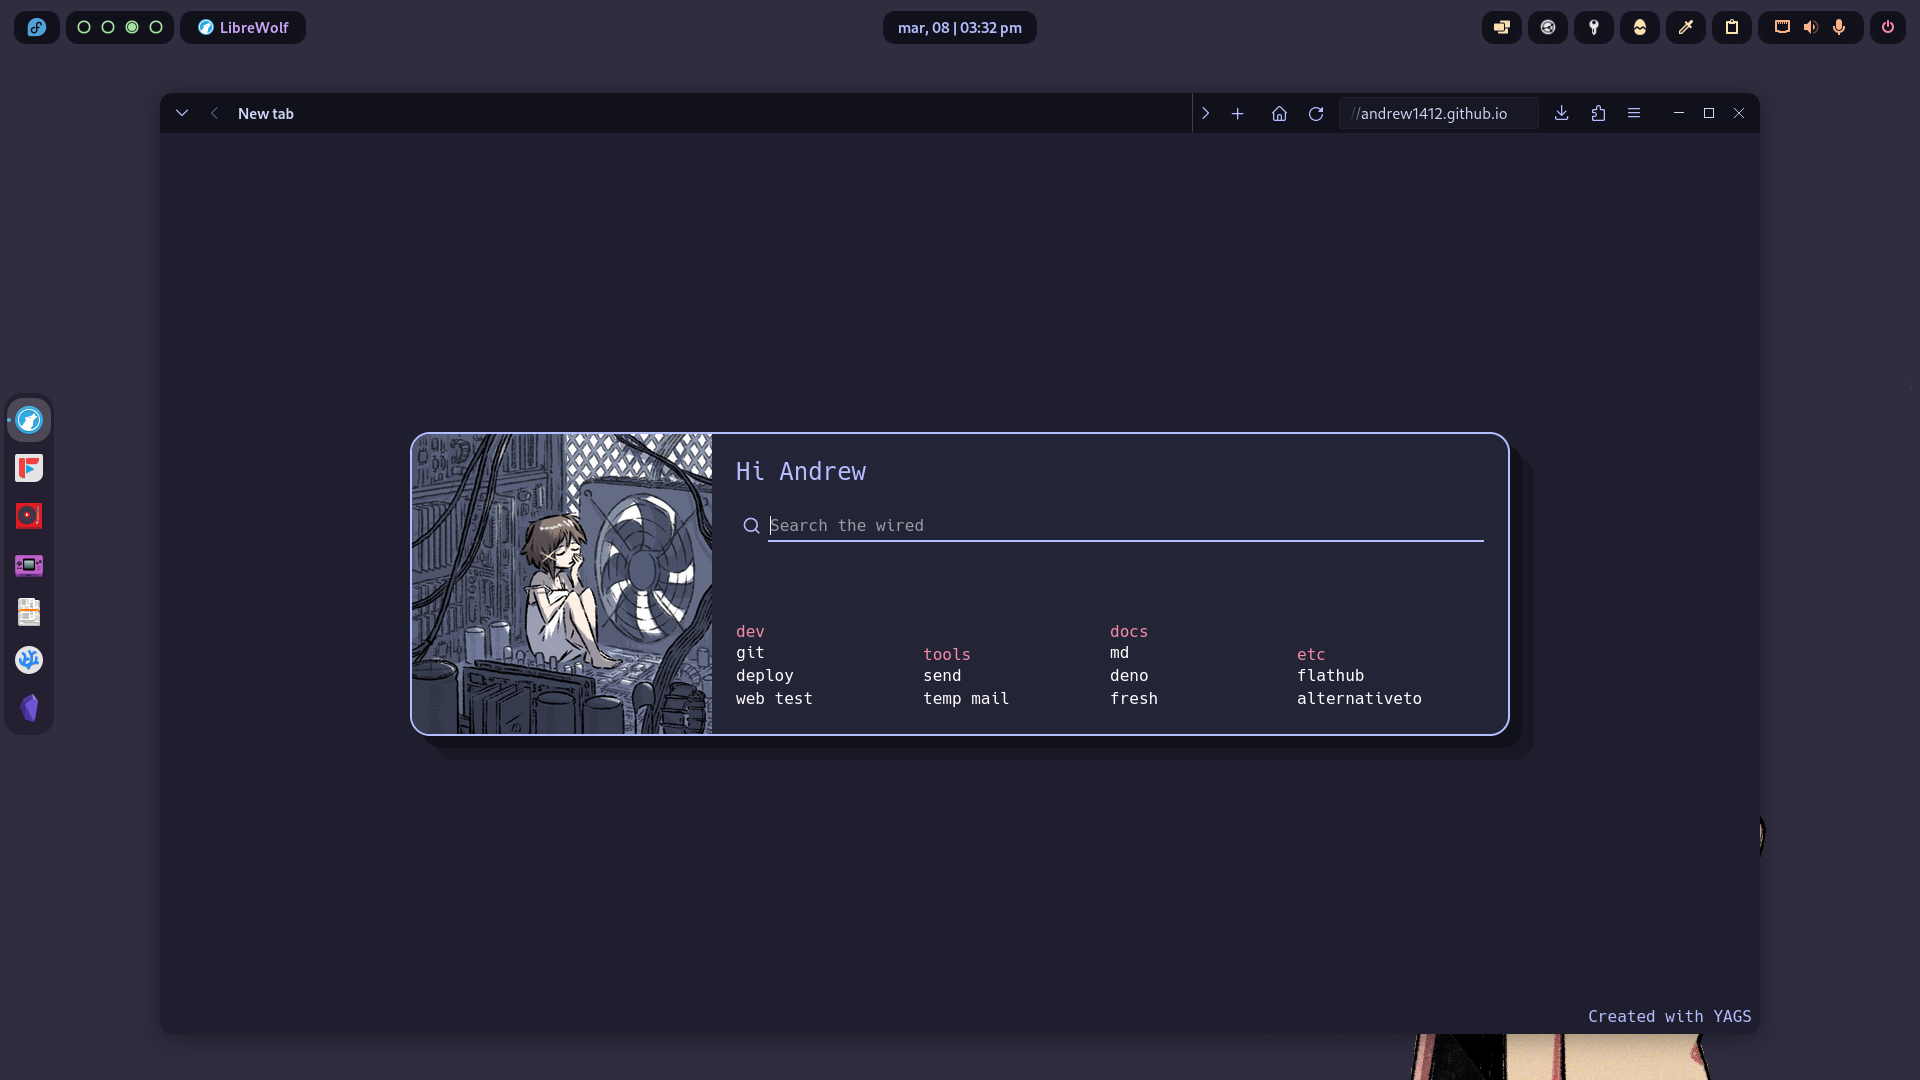 LibreWolf
mar, 08 | 03:32 pm
New tab
//andrew1412.github.io
Hi Andrew
Search the wired
dev
git
deploy
web test
tools
send
temp mail
docs
md
deno
fresh
etc
flathub
alternativeto
Created with YAGS